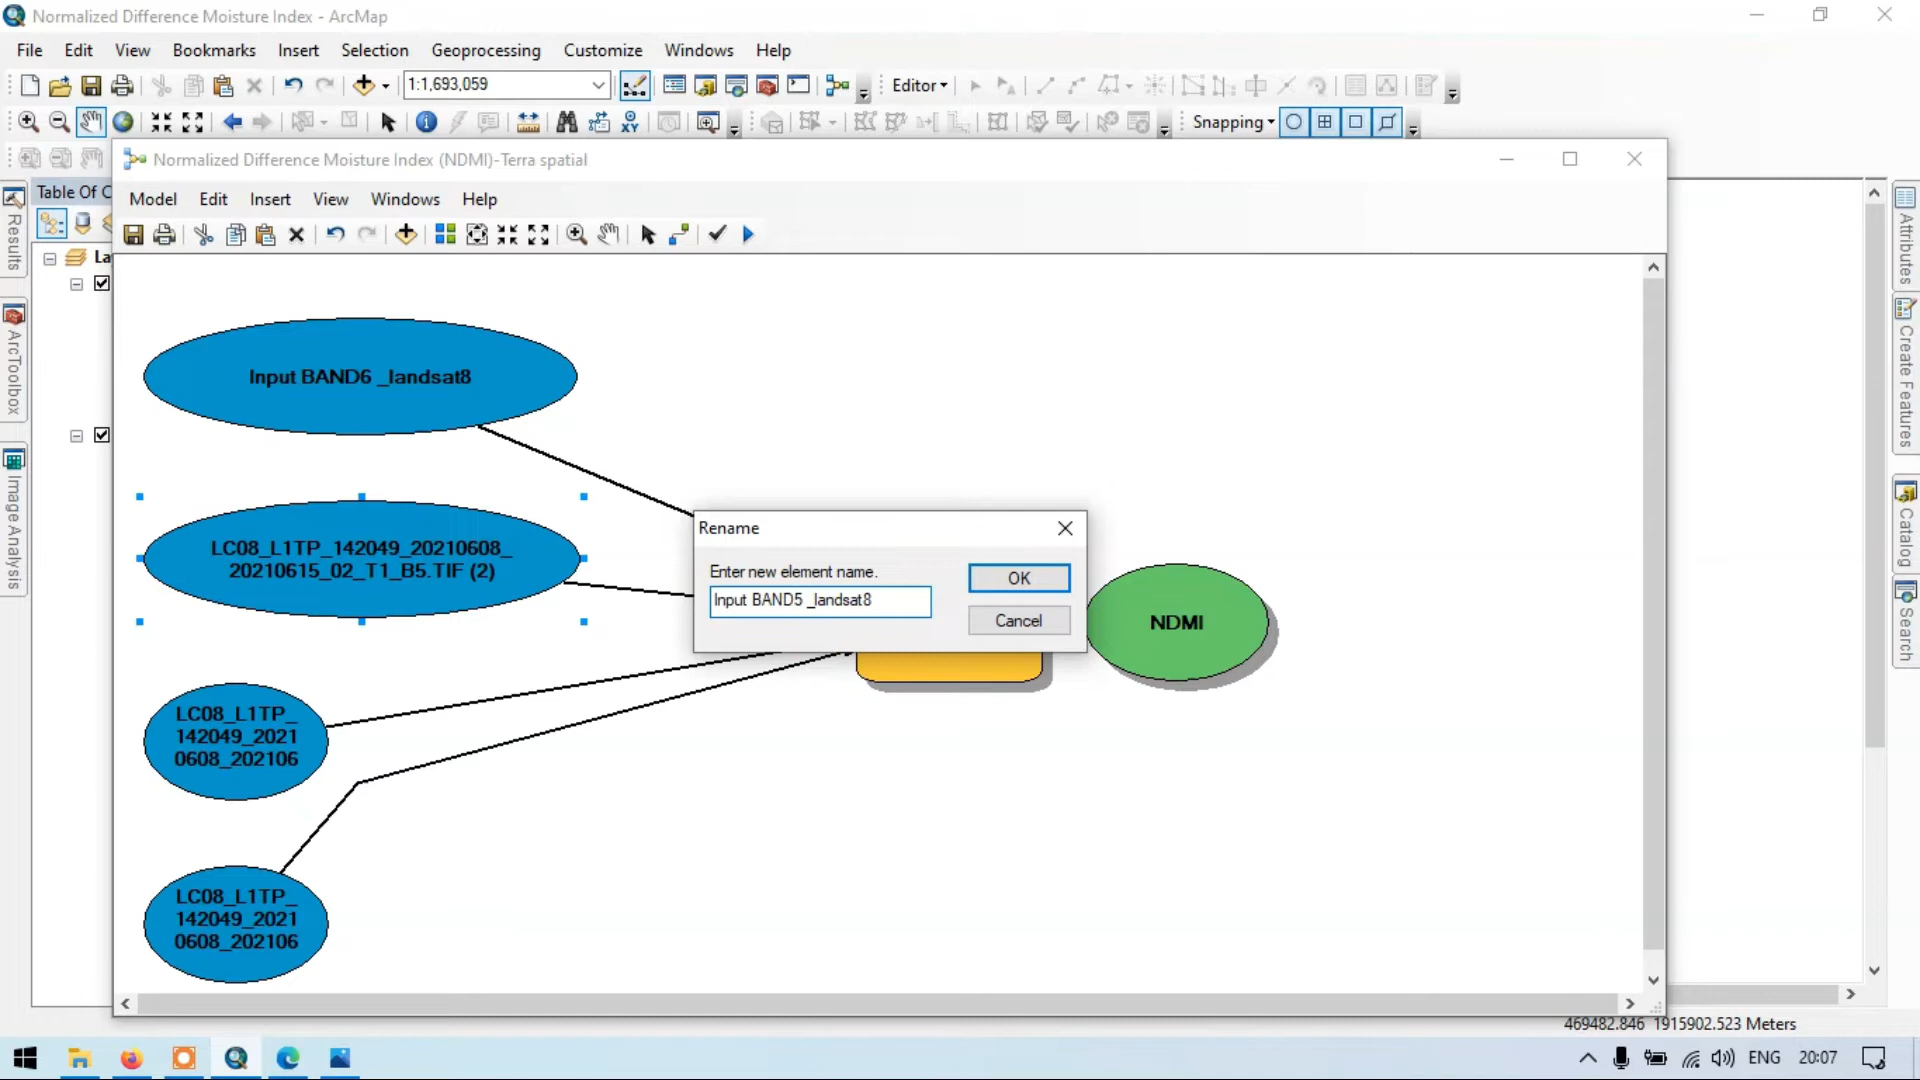 Normalized Difference Moisture Index - ArcMap
File Edit View Bookmarks Insert Selection Geoprocessing Customize Windows Help
1:1,693,059
Editor
Snapping
Normalized Difference Moisture Index (NDMI)-Terra spatial
Table Of C
Model Edit Insert View Windows Help
La
Results
ArcToolbox
Image Analysis
Input BAND6 _landsat8
LC08_L1TP_142049_20210608_
20210615_02_T1_B5.TIF (2)
LC08_L1TP_
142049_2021
0608_202106
LC08_L1TP_
142049_2021
0608_202106
Rename
Enter new element name.
Input BAND5 _landsat8
OK
Cancel
NDMI
Attributes
Create Features
Catalog
Search
469482.846 1915902.523 Meters
ENG 20:07